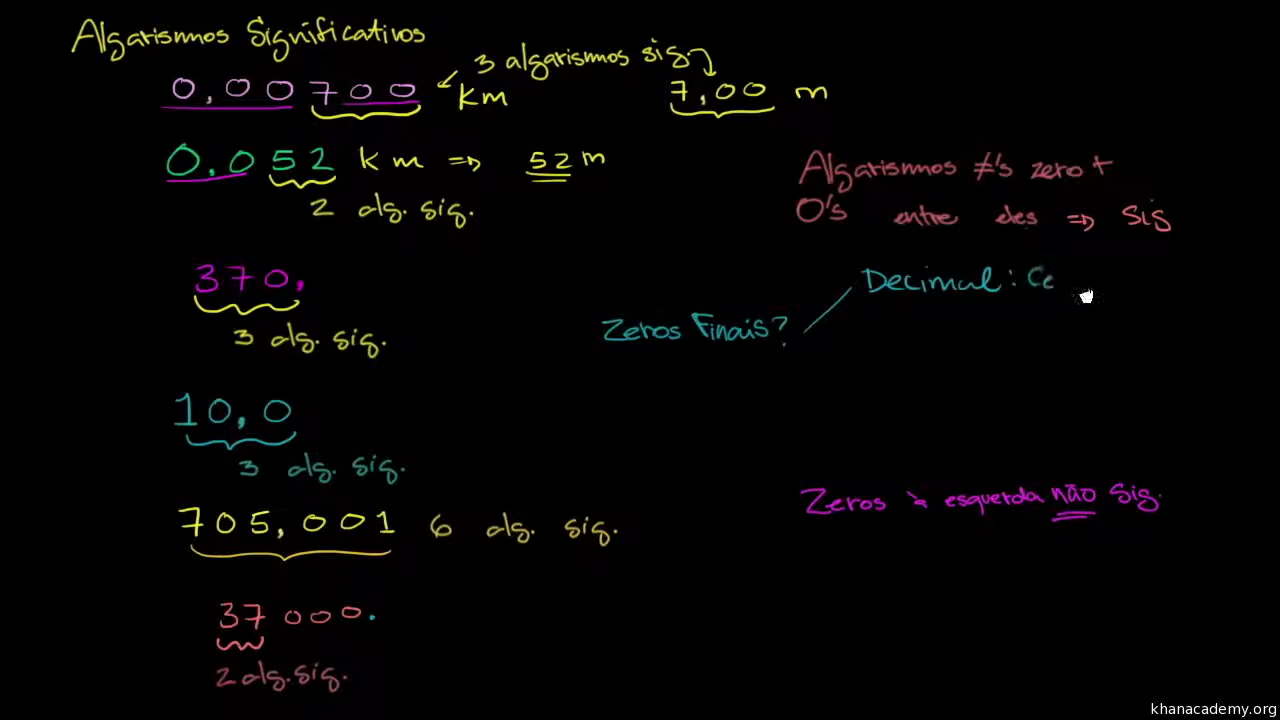 Algarismos Significativos
3 algarismos sig.
0,00700 km
7,00 m
0,052 km ⇒ 52 m
2 alg. sig.
Algarismos ≠'s zero +
0's entre eles ⇒ sig
370,
3 alg. sig.
Decimal:
Zeros Finais?
10,0
3 alg. sig.
Zeros à esquerda não sig.
705,001 6 alg. sig.
37000.
2 alg. sig.
khanacademy.org